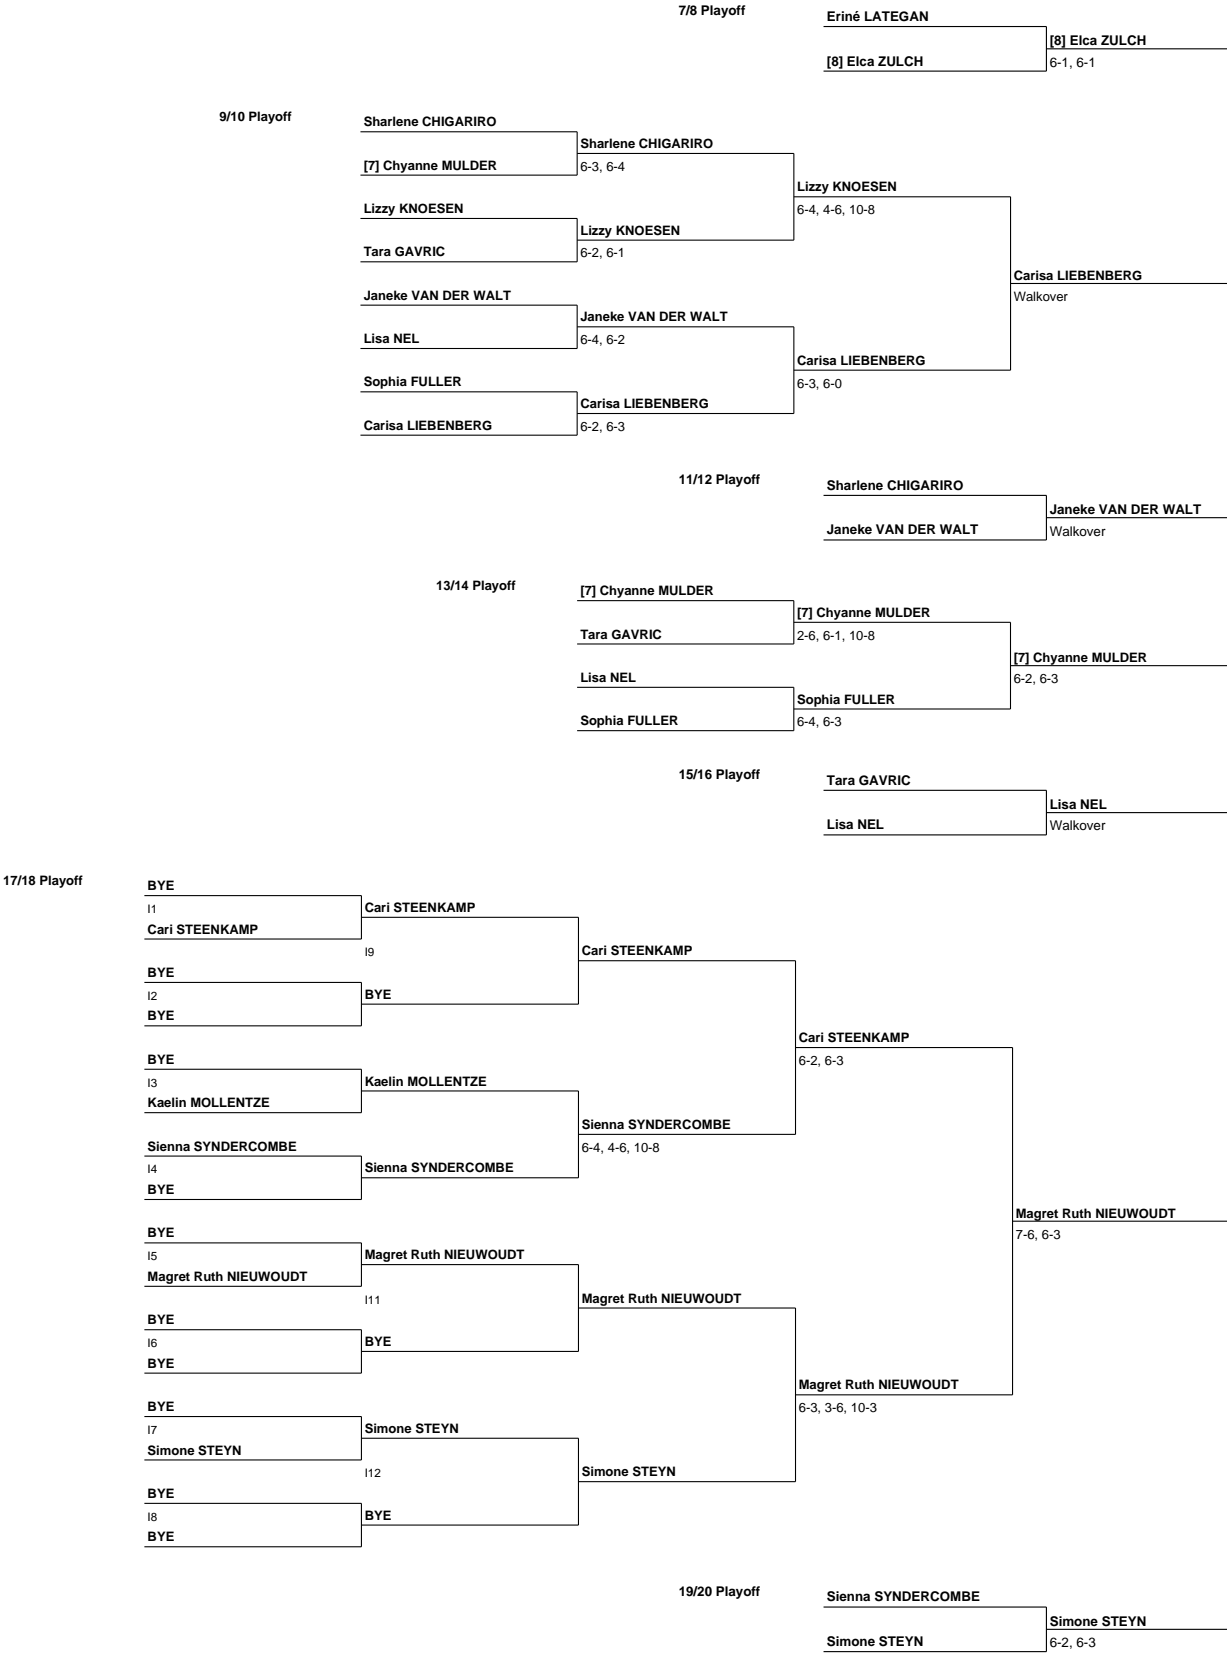 7/8 Playoff
Eriné LATEGAN
[8] Elca ZULCH
[8] Elca ZULCH
6-1, 6-1
9/10 Playoff
Sharlene CHIGARIRO
Sharlene CHIGARIRO
[7] Chyanne MULDER
6-3, 6-4
Lizzy KNOESEN
6-4, 4-6, 10-8
Lizzy KNOESEN
Lizzy KNOESEN
Tara GAVRIC
6-2, 6-1
Carisa LIEBENBERG
Walkover
Janeke VAN DER WALT
Janeke VAN DER WALT
Lisa NEL
6-4, 6-2
Carisa LIEBENBERG
6-3, 6-0
Sophia FULLER
Carisa LIEBENBERG
Carisa LIEBENBERG
6-2, 6-3
11/12 Playoff
Sharlene CHIGARIRO
Janeke VAN DER WALT
Janeke VAN DER WALT
Walkover
13/14 Playoff
[7] Chyanne MULDER
[7] Chyanne MULDER
Tara GAVRIC
2-6, 6-1, 10-8
[7] Chyanne MULDER
6-2, 6-3
Lisa NEL
Sophia FULLER
Sophia FULLER
6-4, 6-3
15/16 Playoff
Tara GAVRIC
Lisa NEL
Lisa NEL
Walkover
17/18 Playoff
BYE
I1
Cari STEENKAMP
Cari STEENKAMP
I9
Cari STEENKAMP
BYE
I2
BYE
BYE
Cari STEENKAMP
6-2, 6-3
BYE
I3
Kaelin MOLLENTZE
Kaelin MOLLENTZE
Sienna SYNDERCOMBE
6-4, 4-6, 10-8
Sienna SYNDERCOMBE
I4
Sienna SYNDERCOMBE
BYE
Magret Ruth NIEUWOUDT
7-6, 6-3
BYE
I5
Magret Ruth NIEUWOUDT
Magret Ruth NIEUWOUDT
I11
Magret Ruth NIEUWOUDT
BYE
I6
BYE
BYE
Magret Ruth NIEUWOUDT
6-3, 3-6, 10-3
BYE
I7
Simone STEYN
Simone STEYN
I12
Simone STEYN
BYE
I8
BYE
BYE
19/20 Playoff
Sienna SYNDERCOMBE
Simone STEYN
Simone STEYN
6-2, 6-3